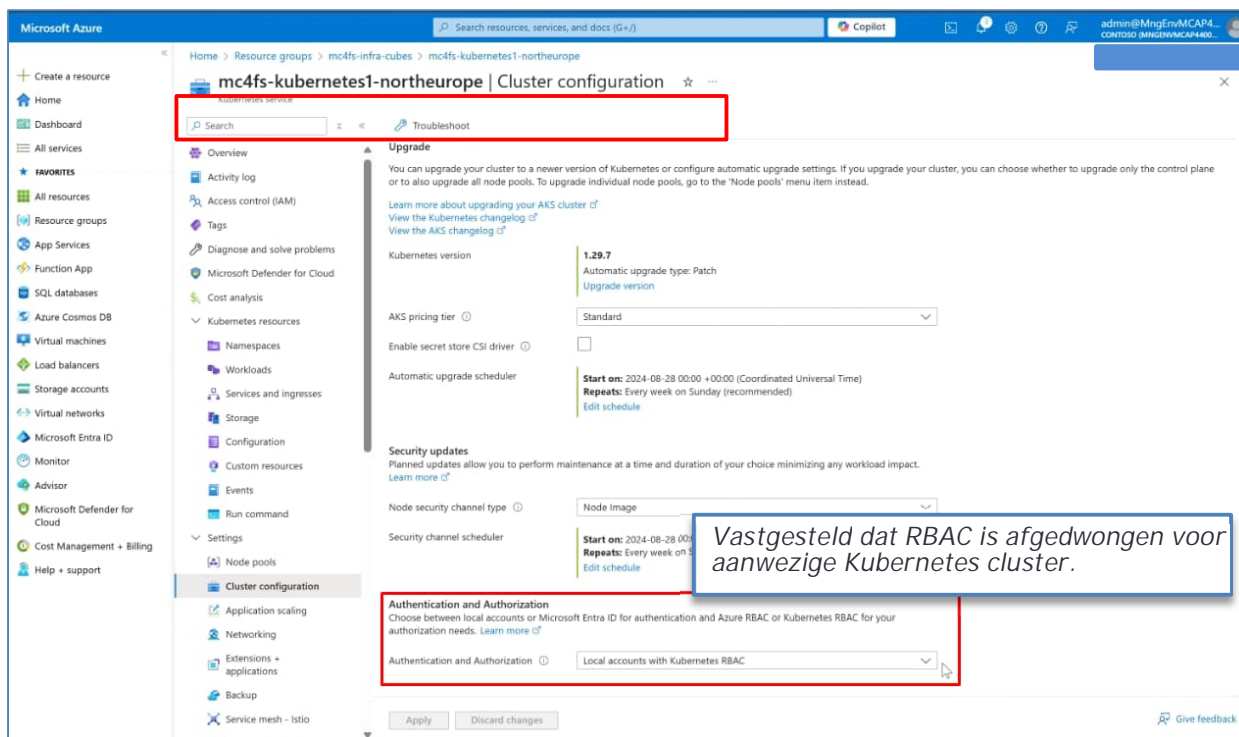 Microsoft Azure
Search resources, services, and docs (G+/)
Copilot
admin@MngEnvMCAP4...
CONTOSO (MNGENVMCAP4400...
Home > Resource groups > mc4fs-infra-cubes > mc4fs-kubernetes1-northeurope
mc4fs-kubernetes1-northeurope | Cluster configuration
Kubernetes service
Search
Troubleshoot
Create a resource
Home
Dashboard
All services
FAVORITES
All resources
Resource groups
App Services
Function App
SQL databases
Azure Cosmos DB
Virtual machines
Load balancers
Storage accounts
Virtual networks
Microsoft Entra ID
Monitor
Advisor
Microsoft Defender for
Cloud
Cost Management + Billing
Help + support
Overview
Activity log
Access control (IAM)
Tags
Diagnose and solve problems
Microsoft Defender for Cloud
Cost analysis
Kubernetes resources
Namespaces
Workloads
Services and ingresses
Storage
Configuration
Custom resources
Events
Run command
Settings
Node pools
Cluster configuration
Application scaling
Networking
Extensions +
applications
Backup
Service mesh - Istio
Upgrade
You can upgrade your cluster to a newer version of Kubernetes or configure automatic upgrade settings. If you upgrade your cluster, you can choose whether to upgrade only the control plane
or to also upgrade all node pools. To upgrade individual node pools, go to the 'Node pools' menu item instead.
Learn more about upgrading your AKS cluster
View the Kubernetes changelog
View the AKS changelog
Kubernetes version
1.29.7
Automatic upgrade type: Patch
Upgrade version
AKS pricing tier
Standard
Enable secret store CSI driver
Automatic upgrade scheduler
Start on: 2024-08-28 00:00 +00:00 (Coordinated Universal Time)
Repeats: Every week on Sunday (recommended)
Edit schedule
Security updates
Planned updates allow you to perform maintenance at a time and duration of your choice minimizing any workload impact.
Learn more
Node security channel type
Node Image
Security channel scheduler
Start on: 2024-08-28 00:
Repeats: Every week on S
Edit schedule
Vastgesteld dat RBAC is afgedwongen voor
aanwezige Kubernetes cluster.
Authentication and Authorization
Choose between local accounts or Microsoft Entra ID for authentication and Azure RBAC or Kubernetes RBAC for your
authorization needs. Learn more
Authentication and Authorization
Local accounts with Kubernetes RBAC
Apply
Discard changes
Give feedback